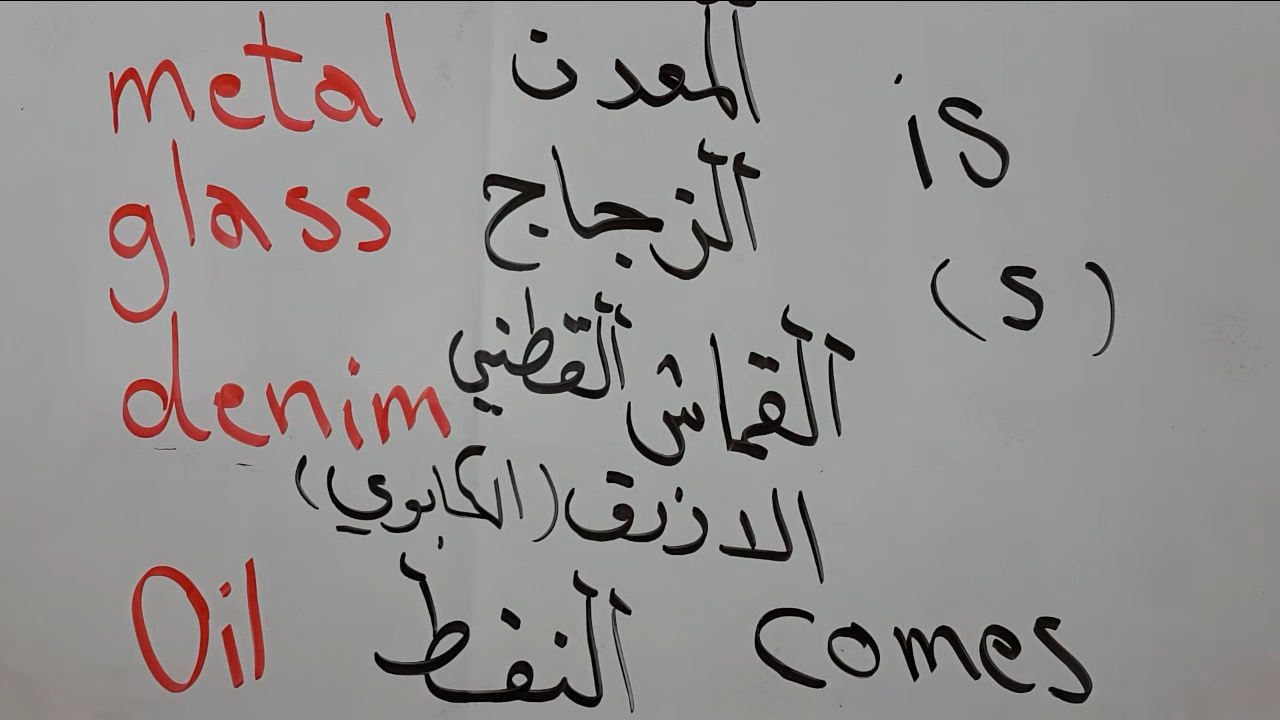 metal المعدن is
glass الزجاج (s)
denim القماش القطني
الازرق (الكابوي)
Oil النفط comes